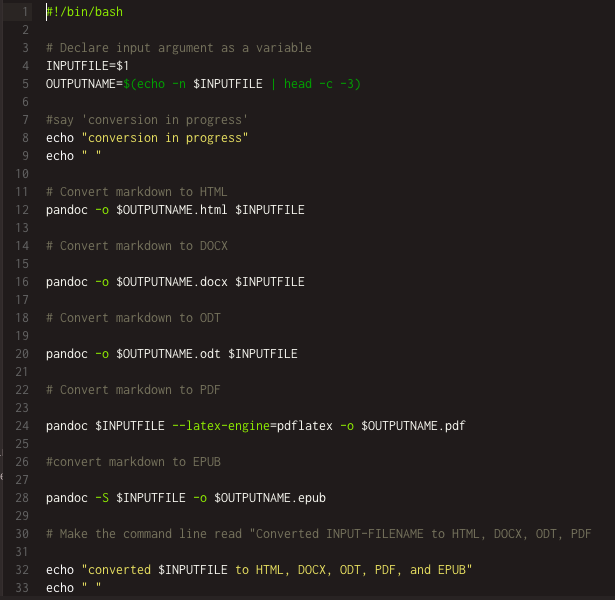 1 #!/bin/bash
2
3 # Declare input argument as a variable
4 INPUTFILE=$1
5 OUTPUTNAME=$(echo -n $INPUTFILE | head -c -3)
6
7 #say 'conversion in progress'
8 echo "conversion in progress"
9 echo " "
10
11 # Convert markdown to HTML
12 pandoc -o $OUTPUTNAME.html $INPUTFILE
13
14 # Convert markdown to DOCX
15
16 pandoc -o $OUTPUTNAME.docx $INPUTFILE
17
18 # Convert markdown to ODT
19
20 pandoc -o $OUTPUTNAME.odt $INPUTFILE
21
22 # Convert markdown to PDF
23
24 pandoc $INPUTFILE --latex-engine=pdflatex -o $OUTPUTNAME.pdf
25
26 #convert markdown to EPUB
27
28 pandoc -S $INPUTFILE -o $OUTPUTNAME.epub
29
30 # Make the command line read "Converted INPUT-FILENAME to HTML, DOCX, ODT, PDF
31
32 echo "converted $INPUTFILE to HTML, DOCX, ODT, PDF, and EPUB"
33 echo " "